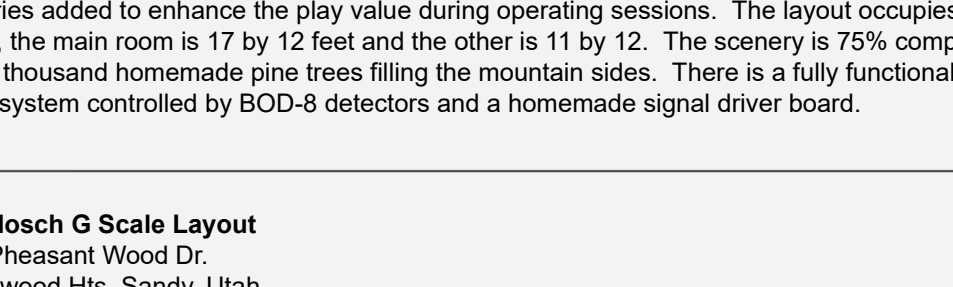 ries added to enhance the play value during operating sessions.  The layout occupies
, the main room is 17 by 12 feet and the other is 11 by 12.  The scenery is 75% comp
thousand homemade pine trees filling the mountain sides.  There is a fully functional
system controlled by BOD-8 detectors and a homemade signal driver board.
losch G Scale Layout
Pheasant Wood Dr.
wood Hts, Sandy, Utah